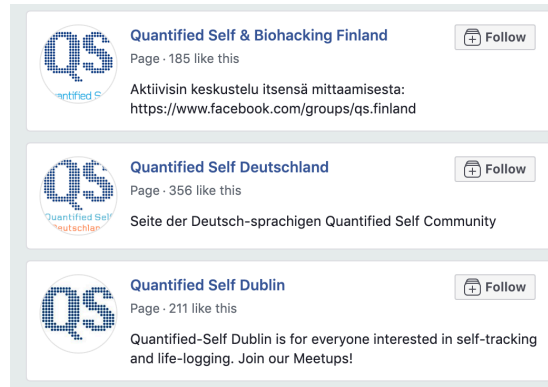 QS
Quantified Self & Biohacking Finland
Follow
Page · 185 like this
Aktiivisin keskustelu itsensä mittaamisesta:
https://www.facebook.com/groups/qs.finland
QS
Quantified Self
Deutschlan
Quantified Self Deutschland
Follow
Page · 356 like this
Seite der Deutsch-sprachigen Quantified Self Community
QS
Quantified Self Dublin
Follow
Page · 211 like this
Quantified-Self Dublin is for everyone interested in self-tracking
and life-logging. Join our Meetups!